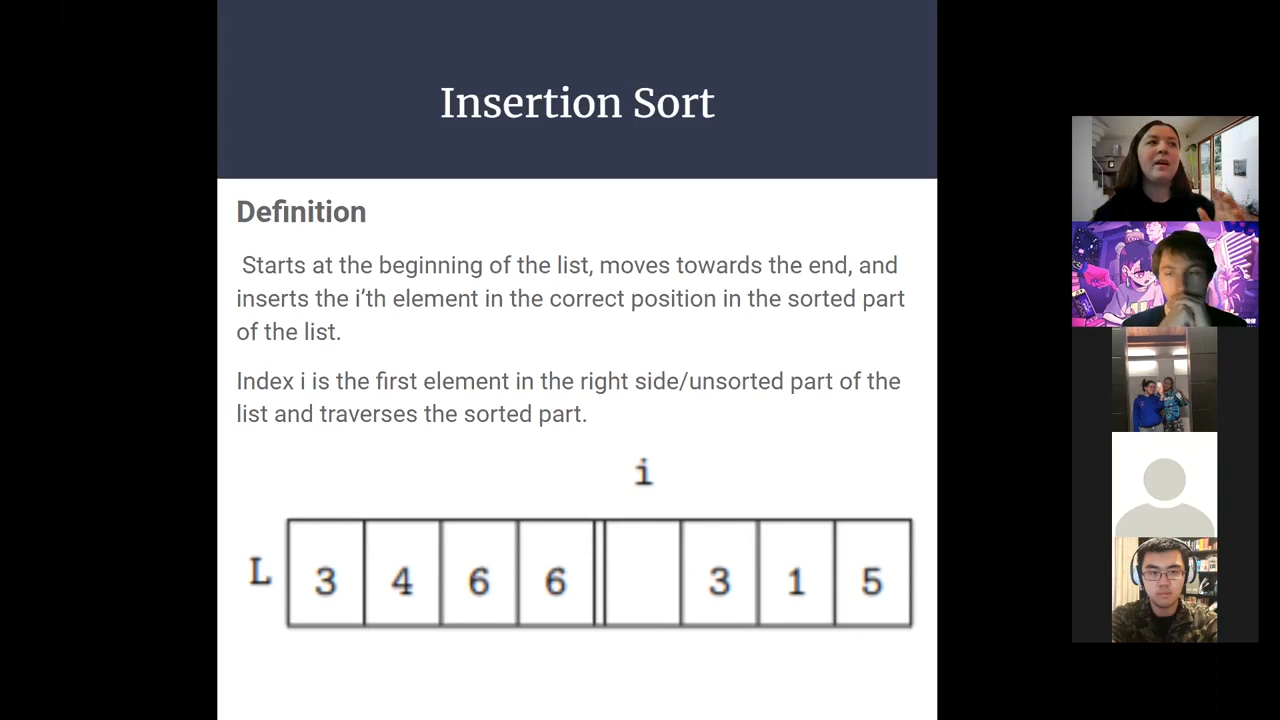 Insertion Sort
Definition
Starts at the beginning of the list, moves towards the end, and
inserts the i’th element in the correct position in the sorted part
of the list.
Index i is the first element in the right side/unsorted part of the
list and traverses the sorted part.
i
L 3 4 6 6 3 1 5